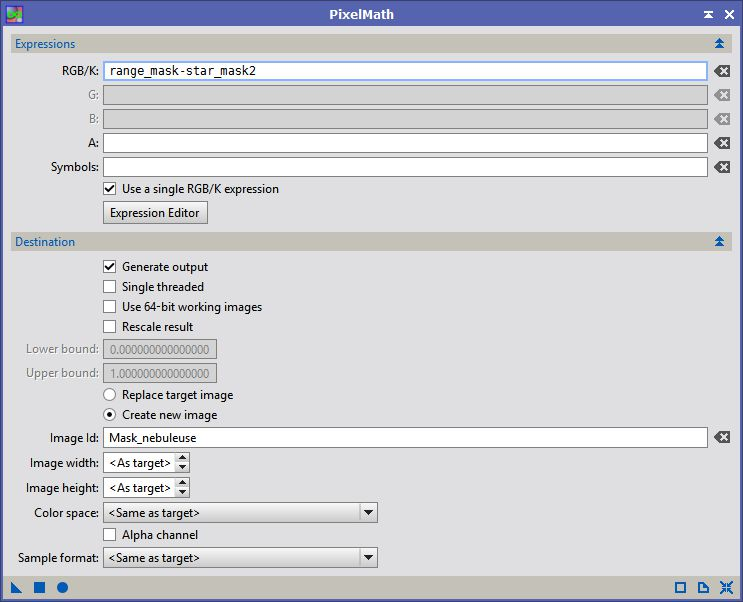 PixelMath
Expressions
RGB/K: range_mask-star_mask2
G:
B:
A:
Symbols:
Use a single RGB/K expression
Expression Editor
Destination
Generate output
Single threaded
Use 64-bit working images
Rescale result
Lower bound: 0.000000000000000
Upper bound: 1.000000000000000
Replace target image
Create new image
Image Id: Mask_nebuleuse
Image width: <As target>
Image height: <As target>
Color space: <Same as target>
Alpha channel
Sample format: <Same as target>